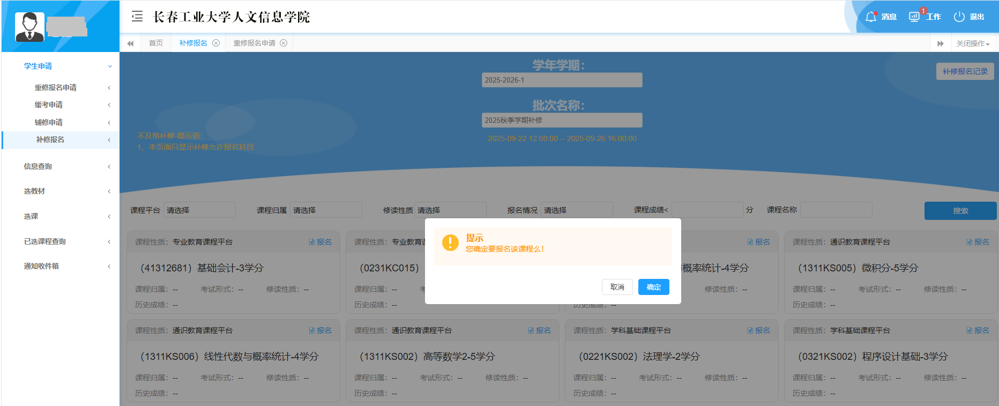 长春工业大学人文信息学院
消息
1
工作
退出
首页
补修报名
重修报名申请
关闭操作
学生申请
重修报名申请
缓考申请
辅修申请
补修报名
信息查询
选教材
选课
已选课程查询
通知收件箱
学年学期：
2025-2026-1
补修报名记录
批次名称：
2025秋季学期补修
2025-09-22 12:00:00 -- 2025-09-26 16:00:00
不及格补修-提示语：
1、本页面只显示补修允许报名科目
课程平台 请选择 课程归属 请选择 修读性质 请选择 报名情况 请选择 课程成绩< 分 课程名称 搜索
提示
您确定要报名该课程么！
取消 确定
课程性质：专业教育课程平台 报名
（41312681）基础会计-3学分
课程归属：-- 考试形式：-- 修读性质：--
历史成绩：--
课程性质：专业教
（0231KC015）
课程归属：--
历史成绩：--
报名
概率统计-4学分
修读性质：--
历史成绩：--
课程性质：通识教育课程平台 报名
（1311KS005）微积分-5学分
课程归属：-- 考试形式：-- 修读性质：--
历史成绩：--
课程性质：通识教育课程平台 报名
（1311KS006）线性代数与概率统计-4学分
课程归属：-- 考试形式：-- 修读性质：--
历史成绩：--
课程性质：通识教育课程平台 报名
（1311KS002）高等数学2-5学分
课程归属：-- 考试形式：-- 修读性质：--
历史成绩：--
课程性质：学科基础课程平台 报名
（0221KS002）法理学-2学分
课程归属：-- 考试形式：-- 修读性质：--
历史成绩：--
课程性质：学科基础课程平台 报名
（0321KS002）程序设计基础-3学分
课程归属：-- 考试形式：-- 修读性质：--
历史成绩：--